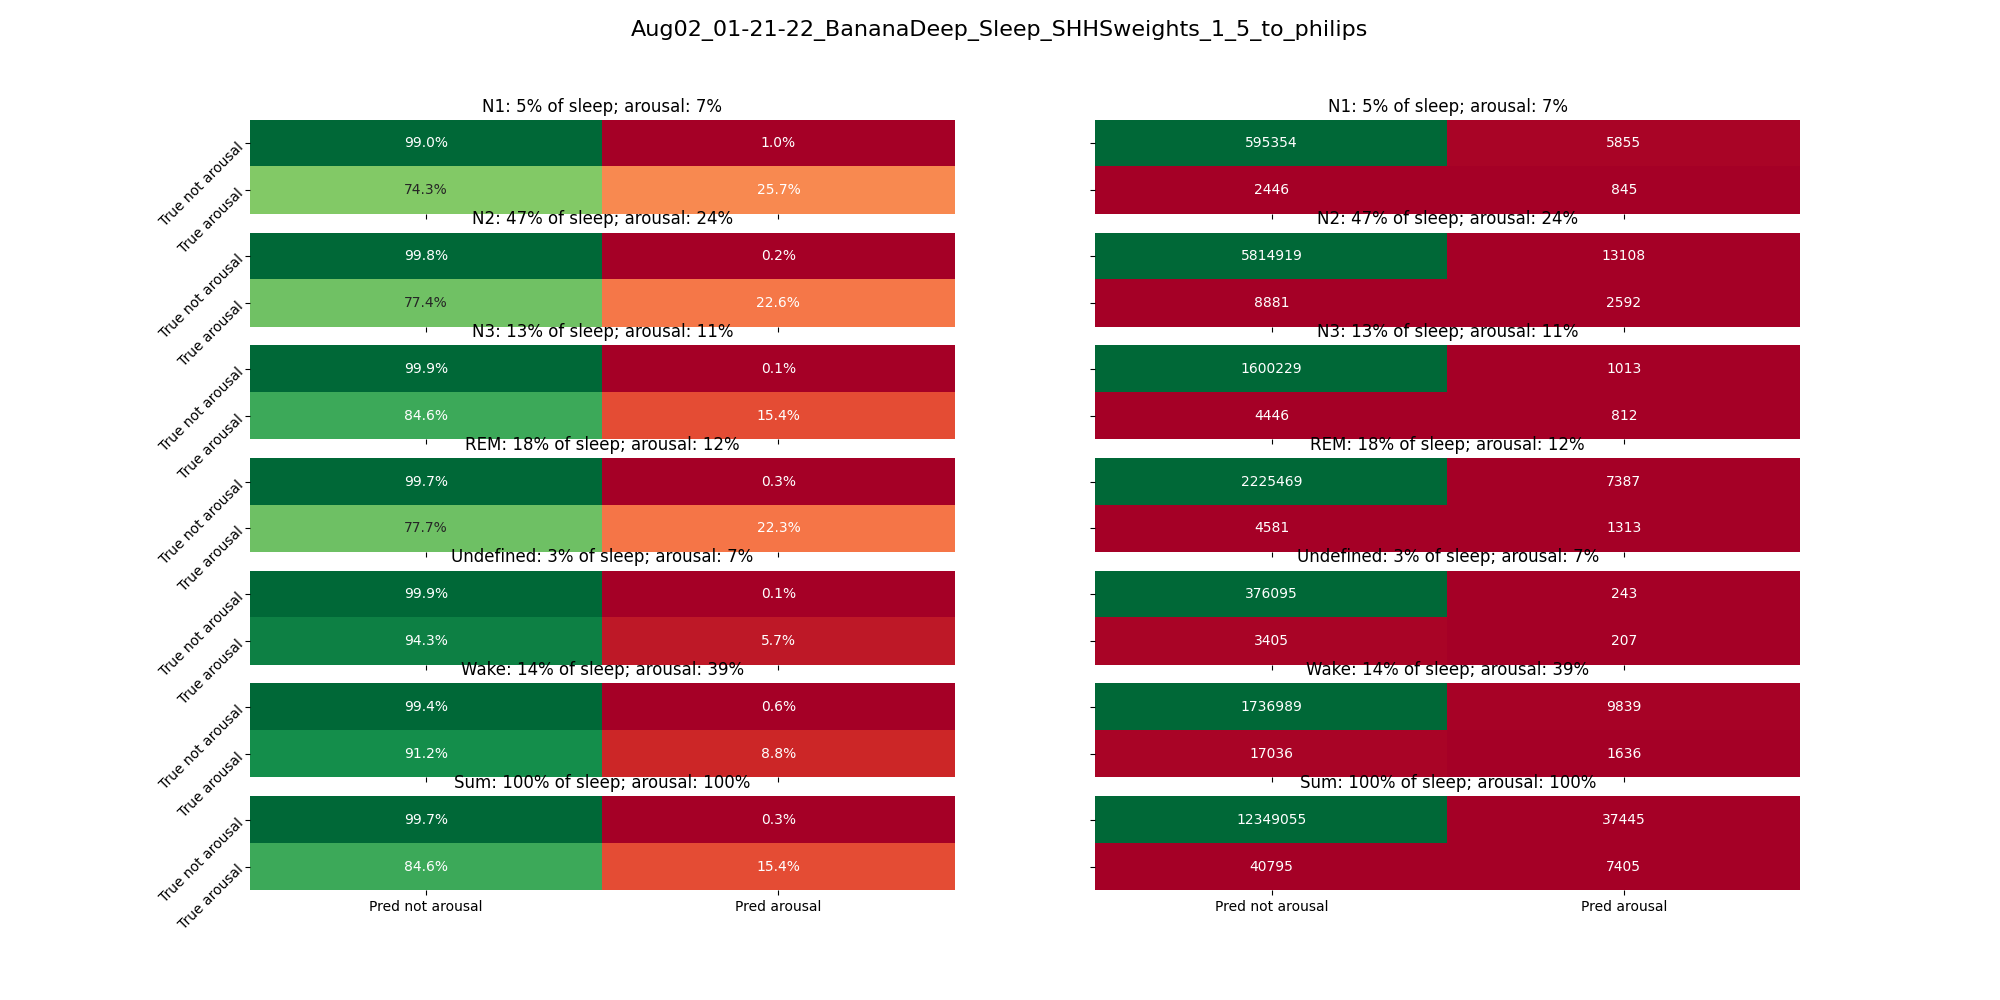 Aug02_01-21-22_BananaDeep_Sleep_SHHSweights_1_5_to_philips
N1: 5% of sleep; arousal: 7%
True not arousal 99.0% 1.0%
True arousal 74.3% 25.7%
N2: 47% of sleep; arousal: 24%
True not arousal 99.8% 0.2%
True arousal 77.4% 22.6%
N3: 13% of sleep; arousal: 11%
True not arousal 99.9% 0.1%
True arousal 84.6% 15.4%
REM: 18% of sleep; arousal: 12%
True not arousal 99.7% 0.3%
True arousal 77.7% 22.3%
Undefined: 3% of sleep; arousal: 7%
True not arousal 99.9% 0.1%
True arousal 94.3% 5.7%
Wake: 14% of sleep; arousal: 39%
True not arousal 99.4% 0.6%
True arousal 91.2% 8.8%
Sum: 100% of sleep; arousal: 100%
True not arousal 99.7% 0.3%
True arousal 84.6% 15.4%
Pred not arousal Pred arousal
N1: 5% of sleep; arousal: 7%
595354 5855
2446 845
N2: 47% of sleep; arousal: 24%
5814919 13108
8881 2592
N3: 13% of sleep; arousal: 11%
1600229 1013
4446 812
REM: 18% of sleep; arousal: 12%
2225469 7387
4581 1313
Undefined: 3% of sleep; arousal: 7%
376095 243
3405 207
Wake: 14% of sleep; arousal: 39%
1736989 9839
17036 1636
Sum: 100% of sleep; arousal: 100%
12349055 37445
40795 7405
Pred not arousal Pred arousal